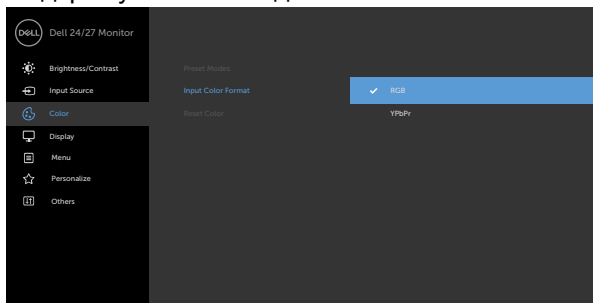 DELL
Dell 24/27 Monitor
Brightness/Contrast
Preset Modes
Input Source
Input Color Format
RGB
Color
Reset Color
YPbPr
Display
Menu
Personalize
Others